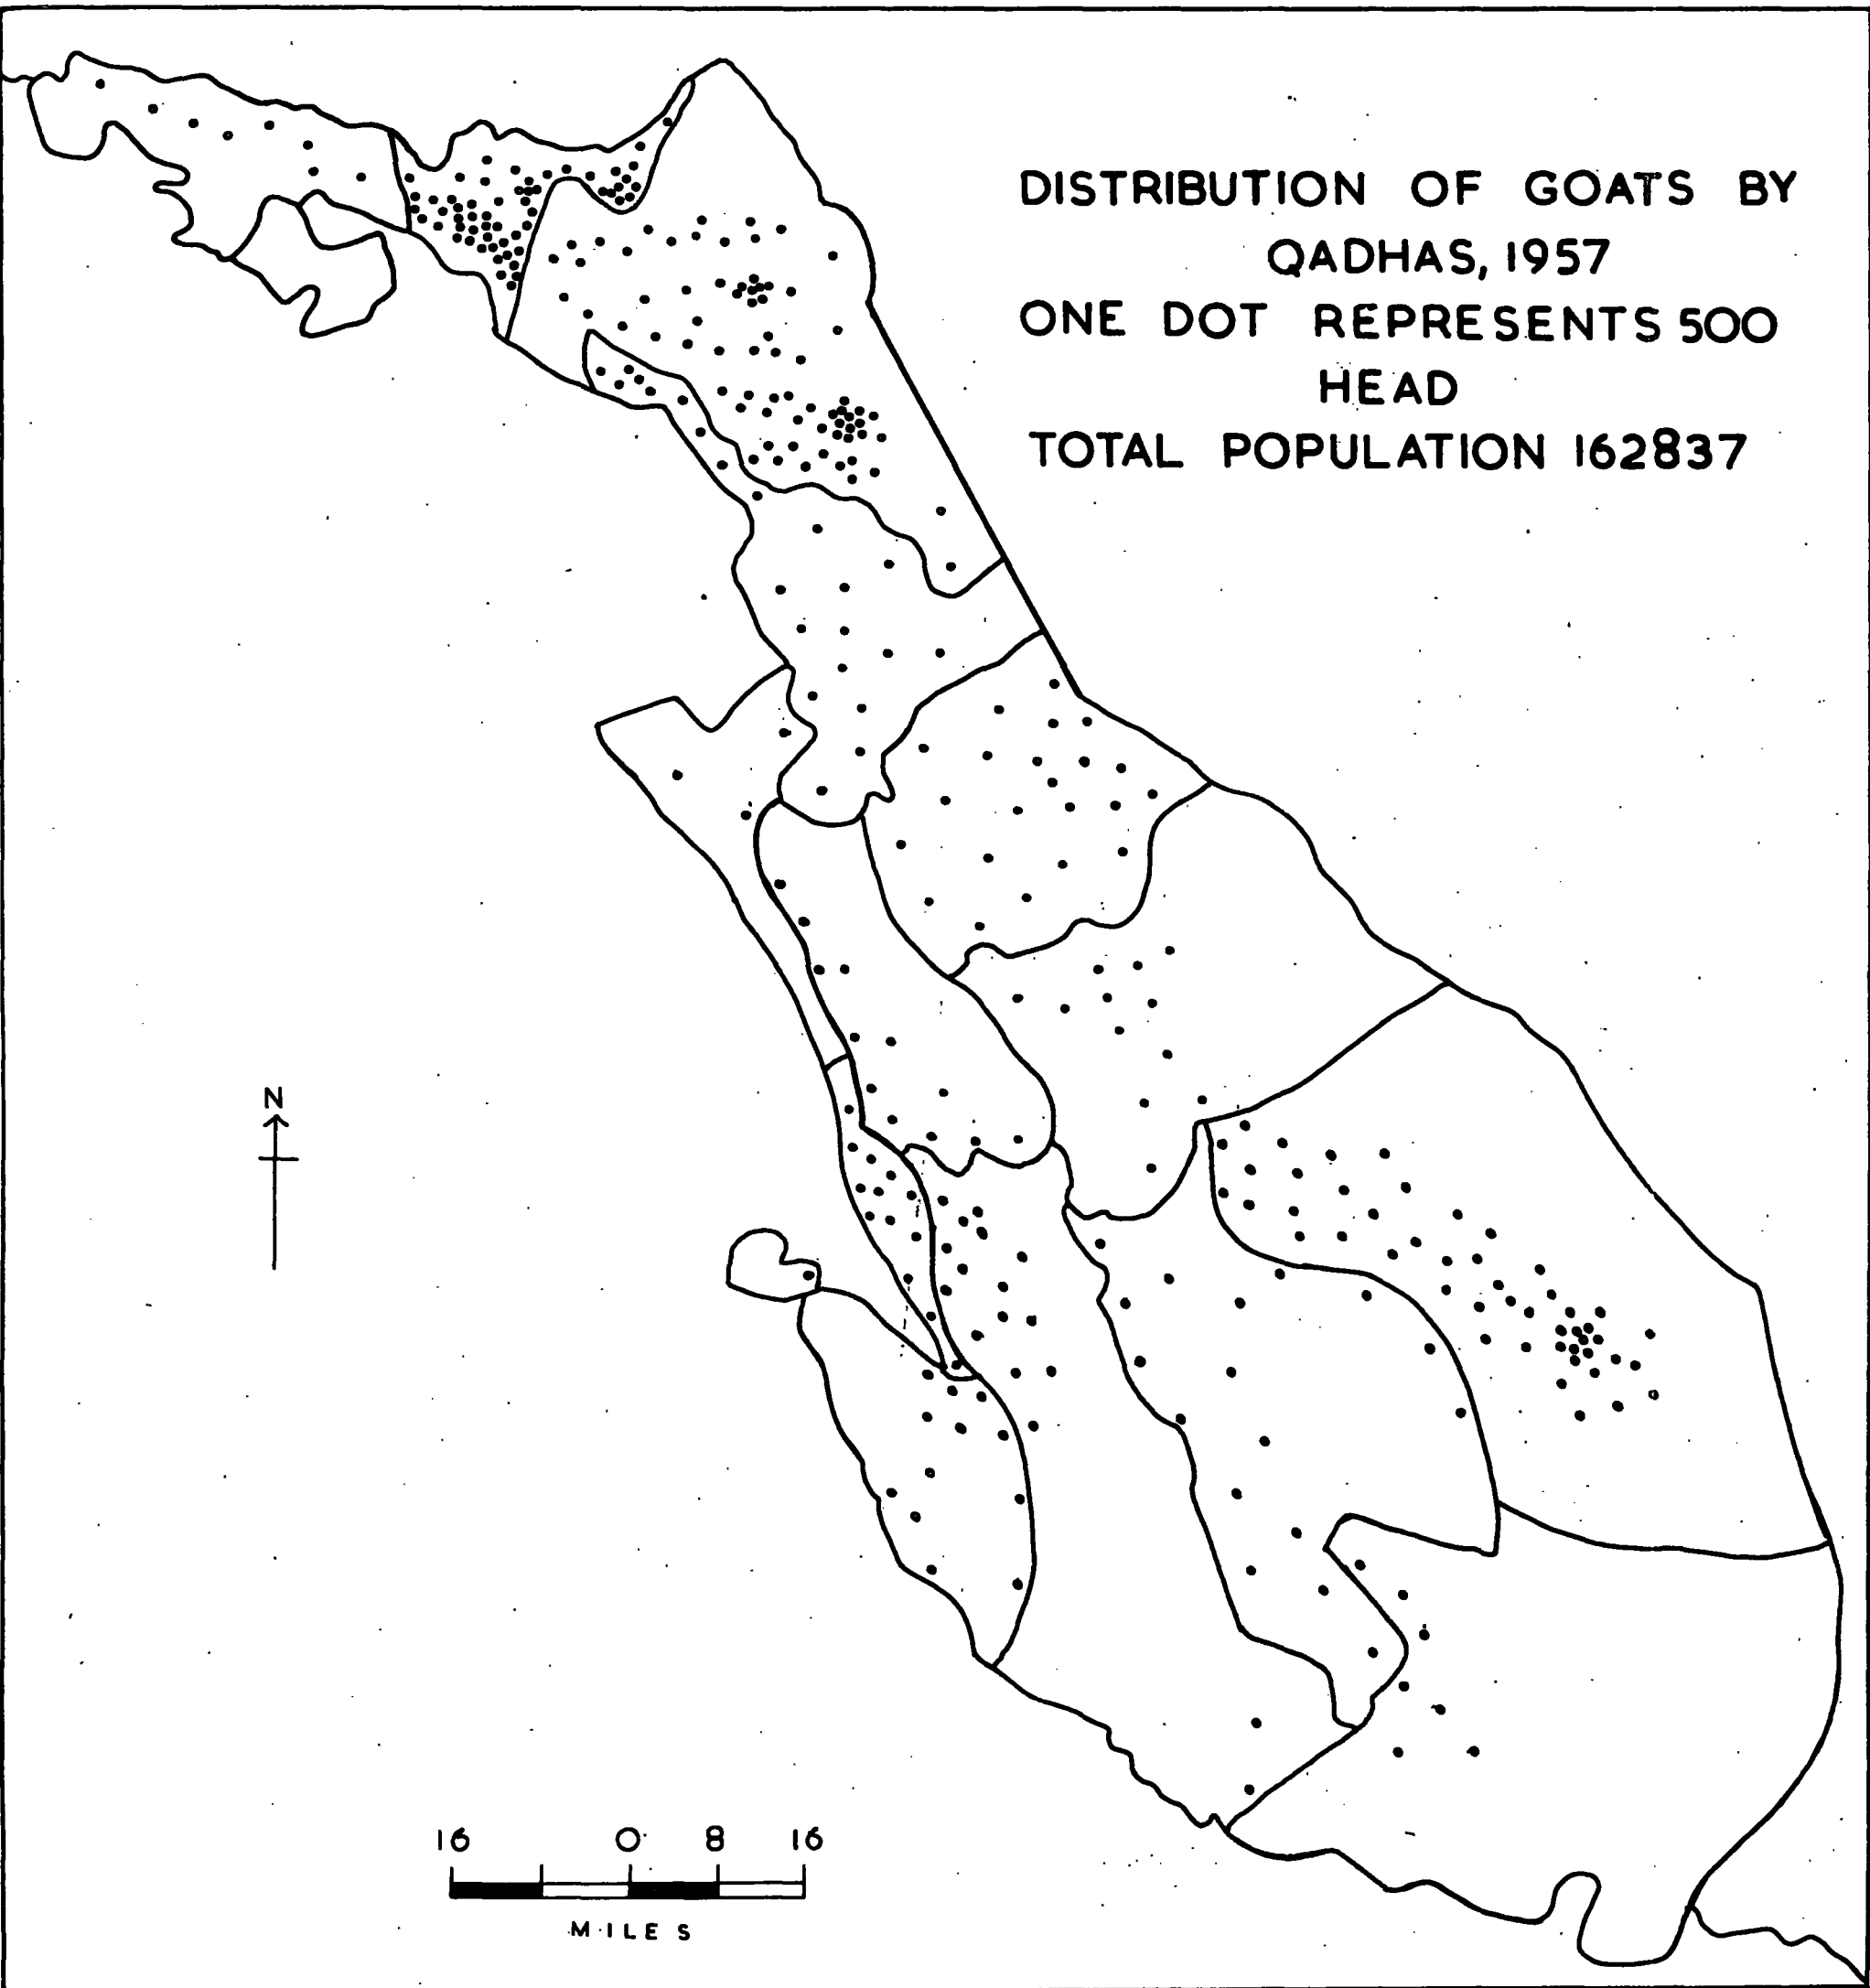 DISTRIBUTION OF GOATS BY
QADHAS, 1957
ONE DOT REPRESENTS 500
HEAD
TOTAL POPULATION 162837
N
16 0 8 16
MILES